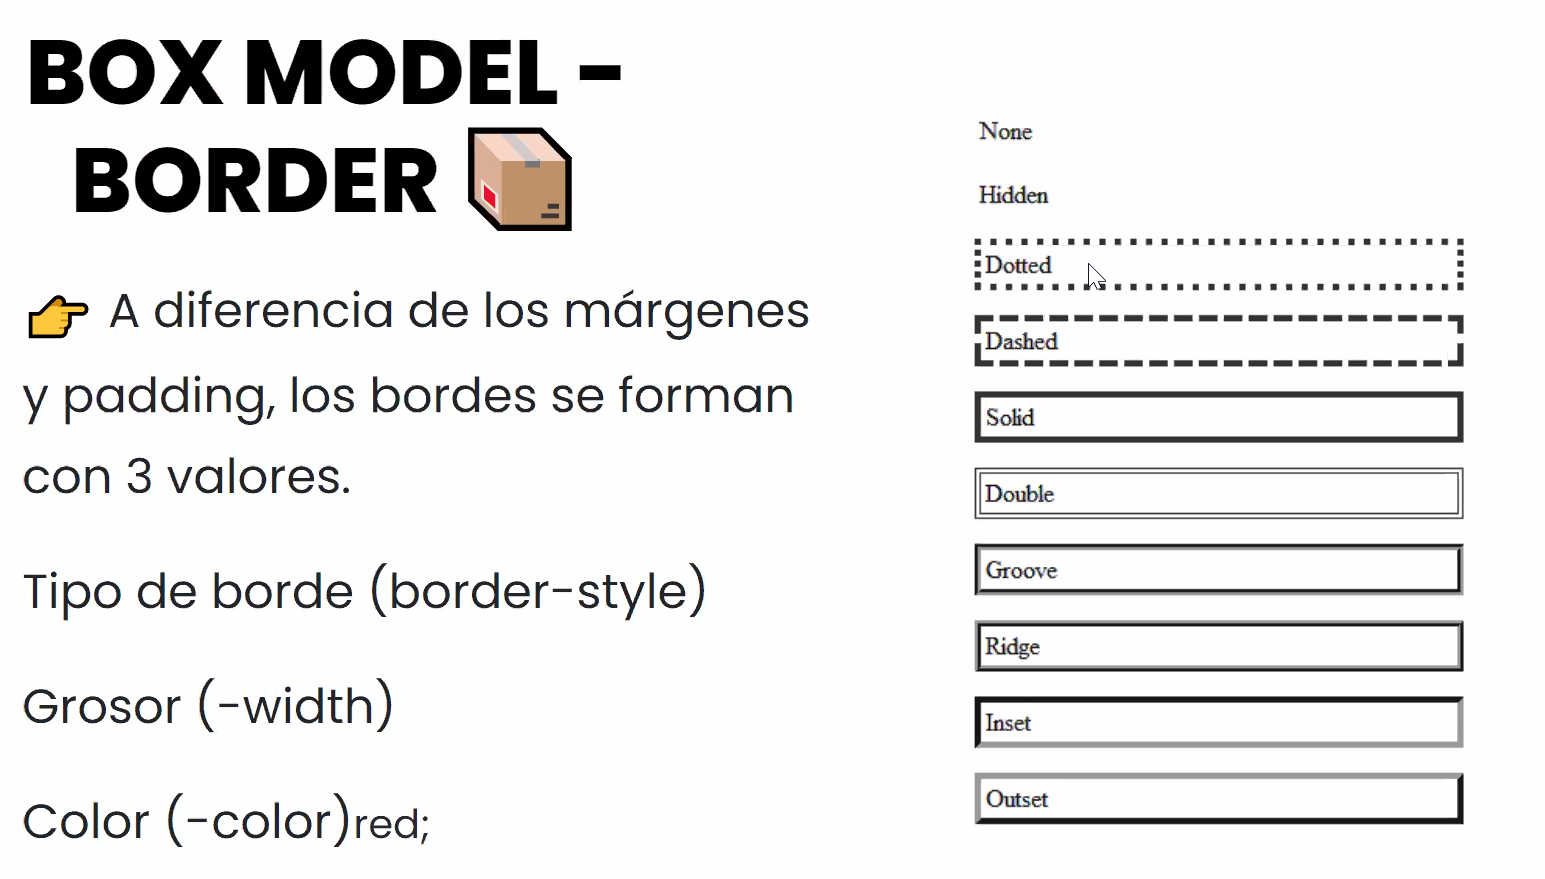 BOX MODEL -
BORDER
A diferencia de los márgenes
y padding, los bordes se forman
con 3 valores.
Tipo de borde (border-style)
Grosor (-width)
Color (-color)red;
None
Hidden
Dotted
Dashed
Solid
Double
Groove
Ridge
Inset
Outset